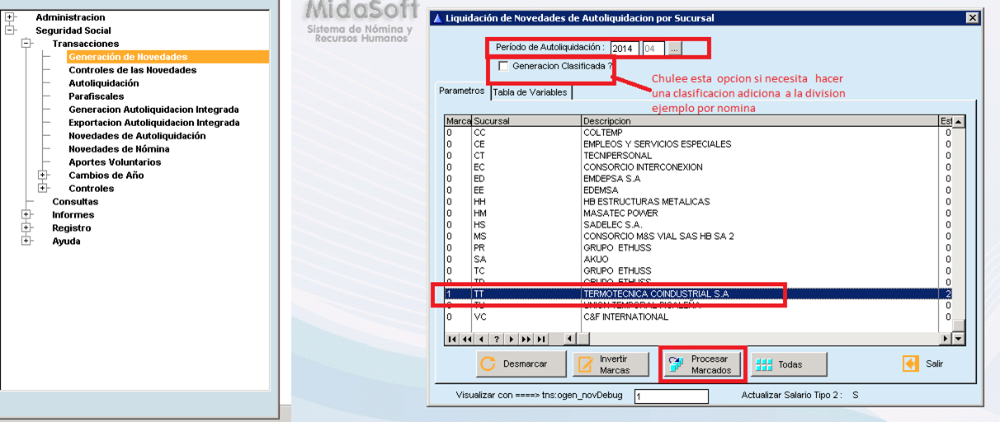 Administracion
Seguridad Social
Transacciones
Generación de Novedades
Controles de las Novedades
Autoliquidación
Parafiscales
Generacion Autoliquidacion Integrada
Exportacion Autoliquidacion Integrada
Novedades de Autoliquidación
Novedades de Nómina
Aportes Voluntarios
Cambios de Año
Controles
Consultas
Informes
Registro
Ayuda
MidaSoft
Sistema de Nómina y
Recursos Humanos
Liquidación de Novedades de Autoliquidacion por Sucursal
Período de Autoliquidación : 2014 04 ...
Generacion Clasificada ?
Chulee esta opcion si necesita hacer
una clasificacion adiciona a la division
ejemplo por nomina
Parametros Tabla de Variables
Marca Sucursal Descripcion Est
0 CC COLTEMP 0
0 CE EMPLEOS Y SERVICIOS ESPECIALES 0
0 CT TECNIPERSONAL 0
0 EC CONSORCIO INTERCONEXION 0
0 ED EMDEPSA S.A 0
0 EE EDEMSA 0
0 HH HB ESTRUCTURAS METALICAS 0
0 HM MASATEC POWER 0
0 HS SADELEC S.A. 0
0 MS CONSORCIO M&S VIAL SAS HB SA 2 0
0 PR GRUPO ETHUSS 0
0 SA AKUO 0
0 TC GRUPO ETHUSS 0
0 TD GRUPO ETHUSS 0
1 TT TERMOTECNICA COINDUSTRIAL S.A 2
0 TU UNION TEMPORAL PISALEÑA 0
0 VC C&F INTERNATIONAL 0
?
Desmarcar
Invertir
Marcas
Procesar
Marcados
Todas
Salir
Visualizar con ====> tns:ogen_novDebug 1 Actualizar Salario Tipo 2 : S